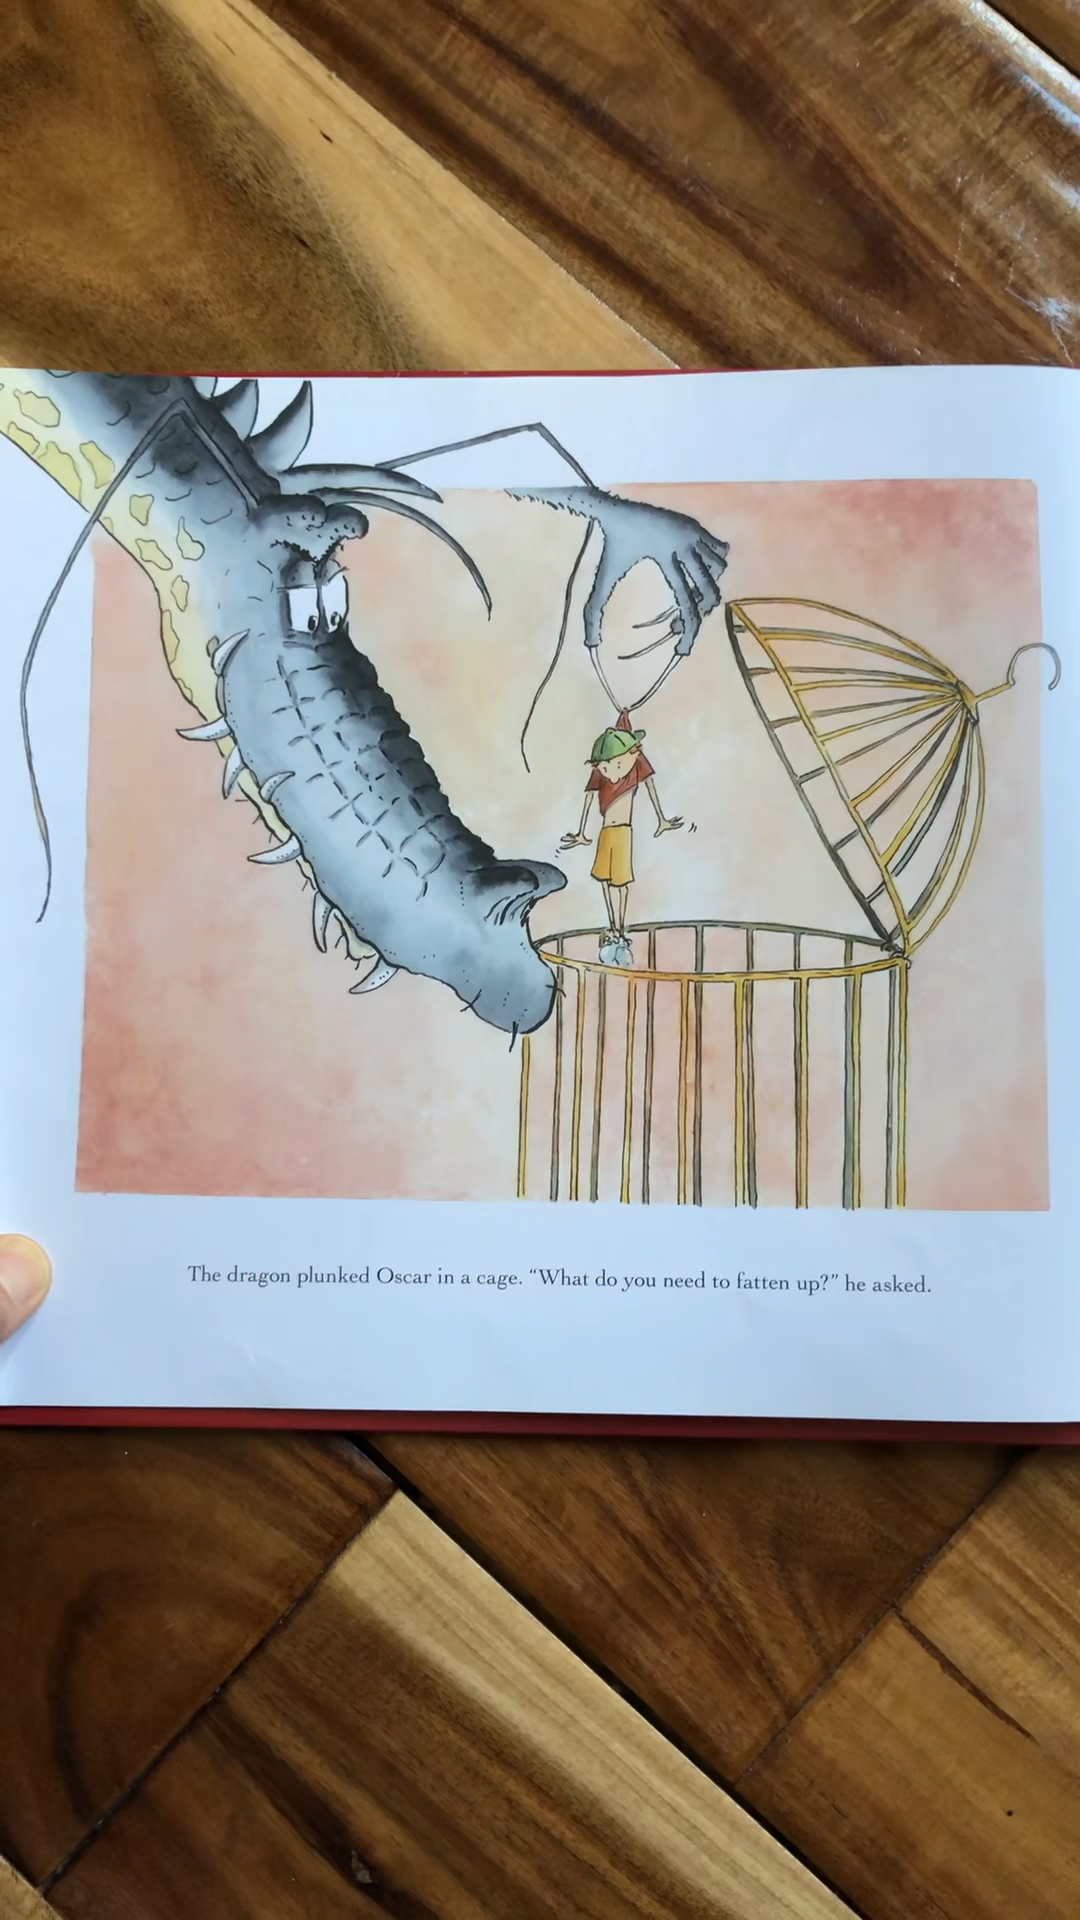 The dragon plunked Oscar in a cage. “What do you need to fatten up?” he asked.